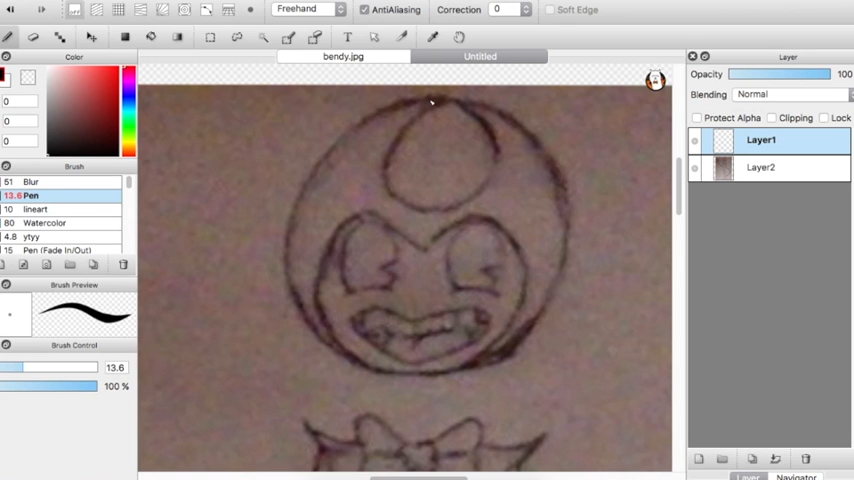 Freehand
AntiAliasing
Correction
0
Soft Edge
bendy.jpg
Untitled
Color
0
0
0
Brush
51 Blur
13.6 Pen
10 lineart
80 Watercolor
4.8 ytyy
15 Pen (Fade In/Out)
Brush Preview
Brush Control
13.6
100 %
Layer
Opacity
100
Blending
Normal
Protect Alpha
Clipping
Lock
Layer1
Layer2
Layer
Navigator